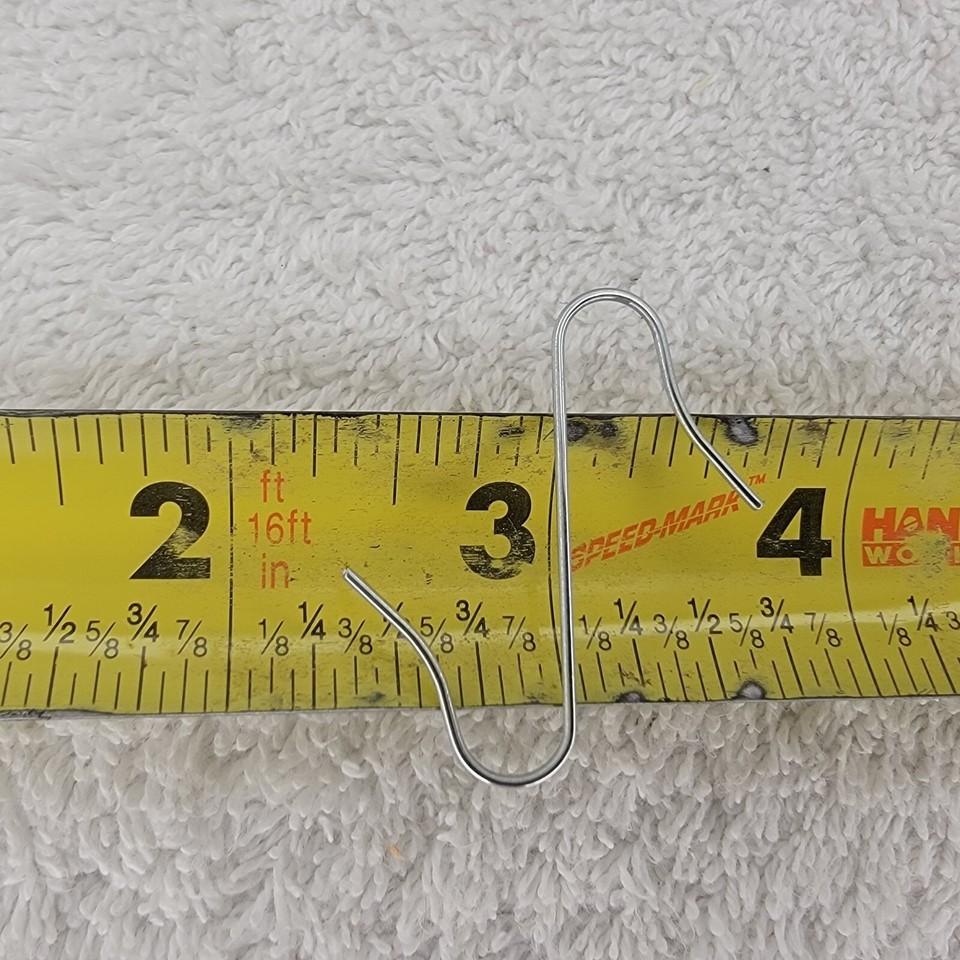 2 ft 3 SPEED-MARK™ 4 HAN
16ft WO
in
3/8 1/2 5/8 3/4 7/8 1/8 1/4 3/8 1/2 5/8 3/4 7/8 1/8 1/4 3/8 1/2 5/8 3/4 7/8 1/8 1/4 3